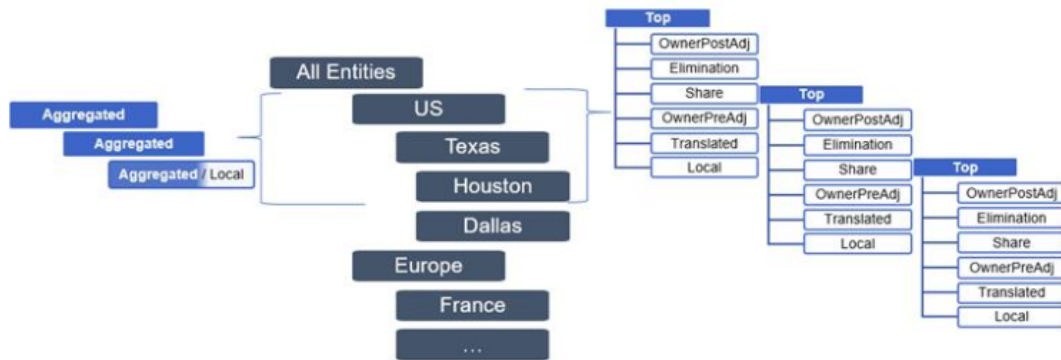 Aggregated
Aggregated
Aggregated / Local
All Entities
US
Texas
Houston
Dallas
Europe
France
...
Top
OwnerPostAdj
Elimination
Share
OwnerPreAdj
Translated
Local
Top
OwnerPostAdj
Elimination
Share
OwnerPreAdj
Translated
Local
Top
OwnerPostAdj
Elimination
Share
OwnerPreAdj
Translated
Local